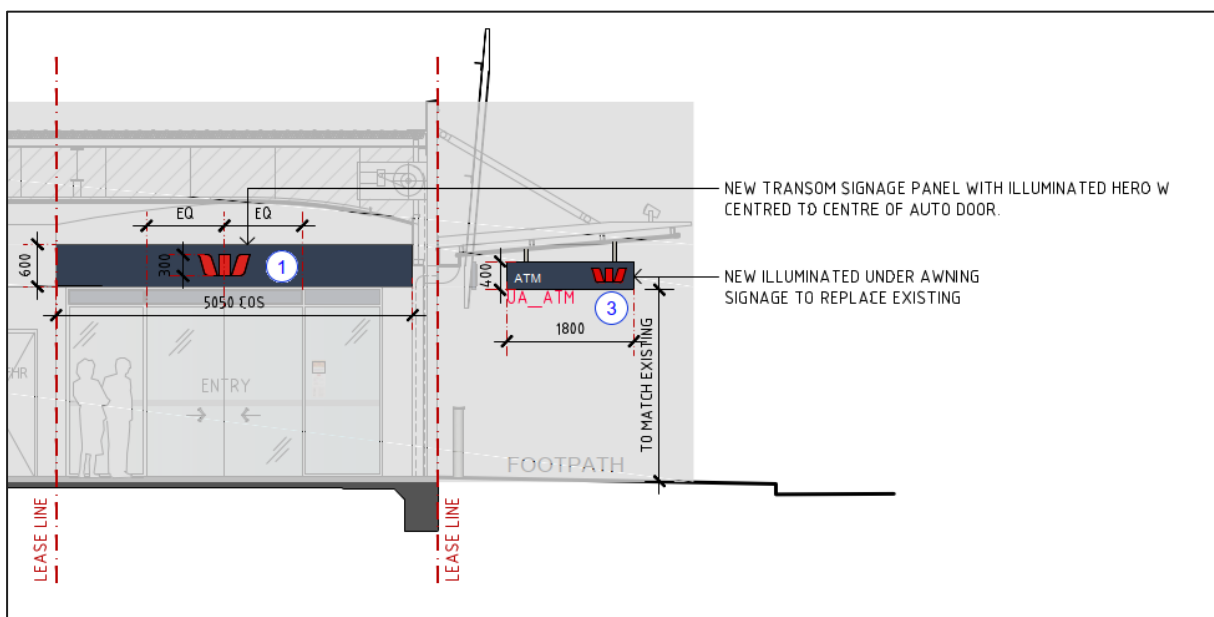 NEW TRANSOM SIGNAGE PANEL WITH ILLUMINATED HERO W
CENTRED TO CENTRE OF AUTO DOOR.
EQ
EQ
600
300
1
5050 COS
400
ATM
UA_ATM
3
1800
NEW ILLUMINATED UNDER AWNING
SIGNAGE TO REPLACE EXISTING
TO MATCH EXISTING
ENTRY
FOOTPATH
LEASE LINE
LEASE LINE